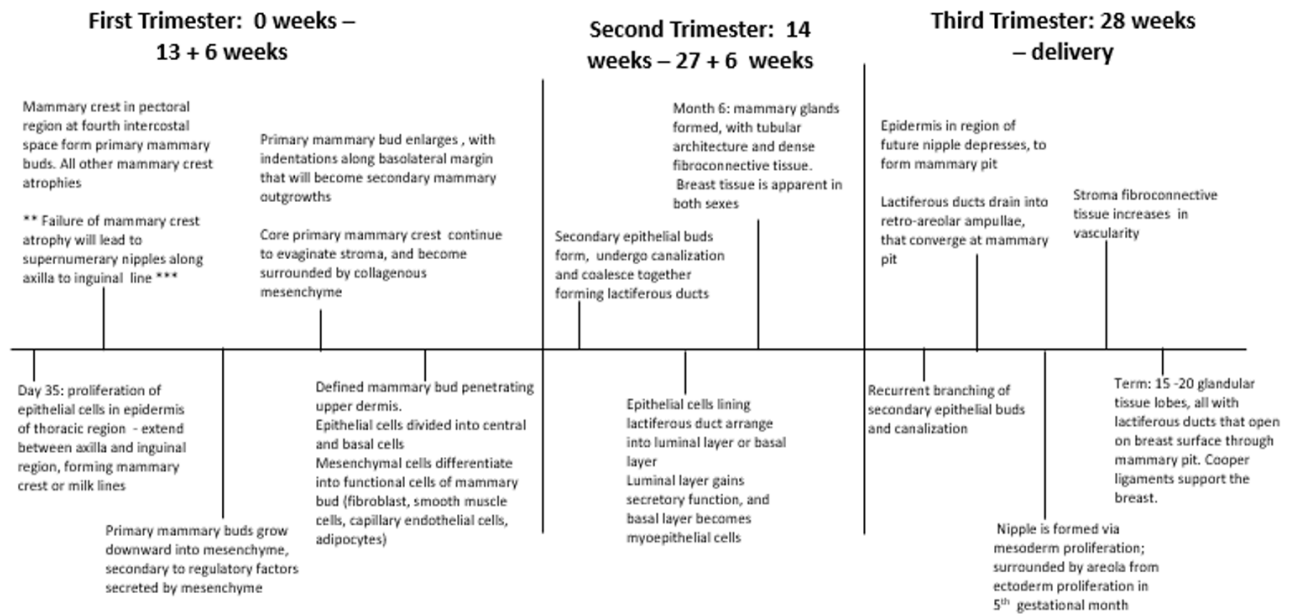 First Trimester: 0 weeks –
13 + 6 weeks
Second Trimester: 14
weeks – 27 + 6 weeks
Third Trimester: 28 weeks
– delivery
Mammary crest in pectoral
region at fourth intercostal
space form primary mammary
buds. All other mammary crest
atrophies
** Failure of mammary crest
atrophy will lead to
supernumerary nipples along
axilla to inguinal line ***
Primary mammary bud enlarges , with
indentations along basolateral margin
that will become secondary mammary
outgrowths
Core primary mammary crest continue
to evaginate stroma, and become
surrounded by collagenous
mesenchyme
Secondary epithelial buds
form, undergo canalization
and coalesce together
forming lactiferous ducts
Month 6: mammary glands
formed, with tubular
architecture and dense
fibroconnective tissue.
Breast tissue is apparent in
both sexes
Epidermis in region of
future nipple depresses, to
form mammary pit
Lactiferous ducts drain into
retro-areolar ampullae,
that converge at mammary
pit
Stroma fibroconnective
tissue increases in
vascularity
Day 35: proliferation of
epithelial cells in epidermis
of thoracic region - extend
between axilla and inguinal
region, forming mammary
crest or milk lines
Primary mammary buds grow
downward into mesenchyme,
secondary to regulatory factors
secreted by mesenchyme
Defined mammary bud penetrating
upper dermis.
Epithelial cells divided into central
and basal cells
Mesenchymal cells differentiate
into functional cells of mammary
bud (fibroblast, smooth muscle
cells, capillary endothelial cells,
adipocytes)
Epithelial cells lining
lactiferous duct arrange
into luminal layer or basal
layer
Luminal layer gains
secretory function, and
basal layer becomes
myoepithelial cells
Recurrent branching of
secondary epithelial buds
and canalization
Nipple is formed via
mesoderm proliferation;
surrounded by areola from
ectoderm proliferation in
5th gestational month
Term: 15 -20 glandular
tissue lobes, all with
lactiferous ducts that open
on breast surface through
mammary pit. Cooper
ligaments support the
breast.